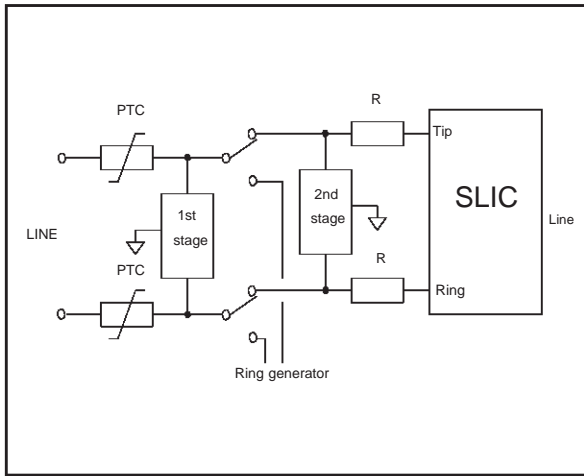 PTC
R
Tip
SLIC
Line
1st
stage
2nd
stage
LINE
PTC
R
Ring
Ring generator